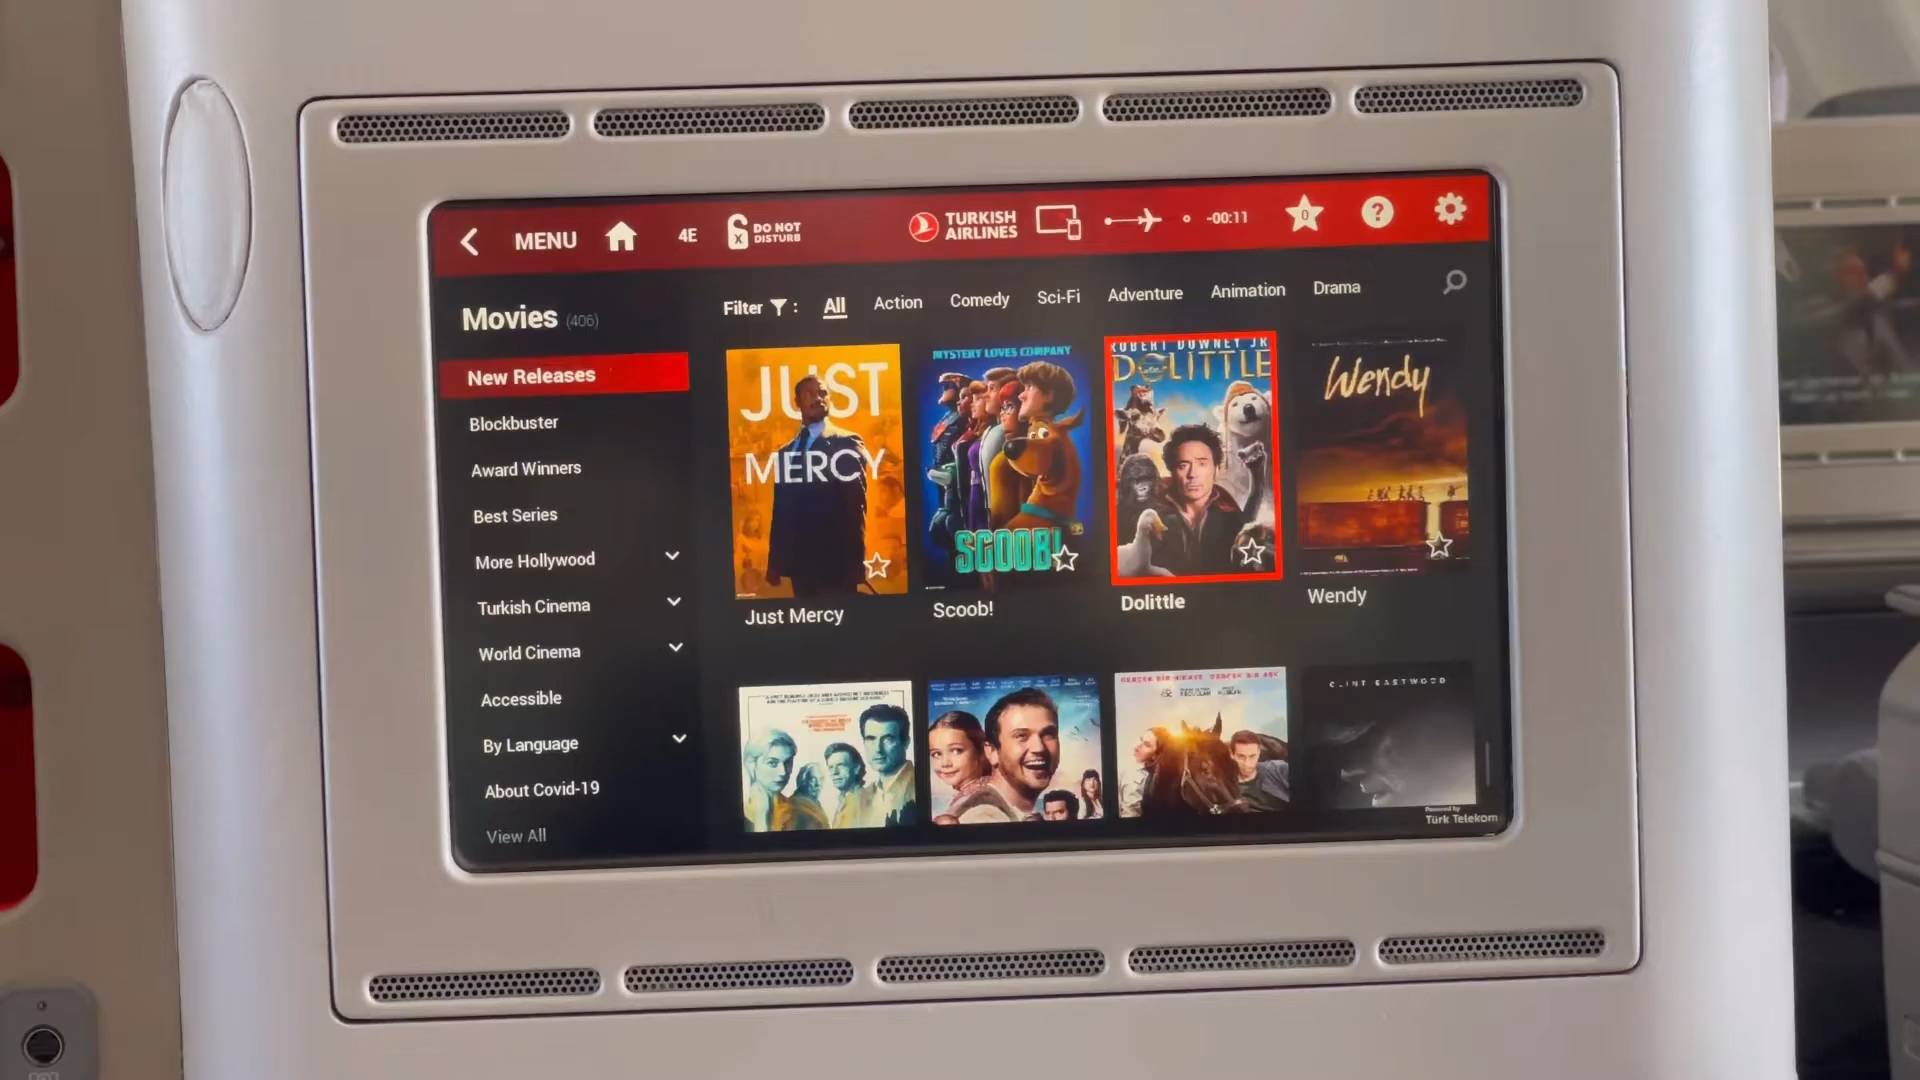 MENU
4E
DO NOT
DISTURB
TURKISH
AIRLINES
-00:11
0
?
Movies (406)
Filter :
All
Action
Comedy
Sci-Fi
Adventure
Animation
Drama
New Releases
Blockbuster
Award Winners
Best Series
More Hollywood
Turkish Cinema
World Cinema
Accessible
By Language
About Covid-19
View All
JUST
MERCY
Just Mercy
MYSTERY LOVES COMPANY
SCOOB!
Scoob!
ROBERT DOWNEY JR
DOLITTLE
Dolittle
Wendy
Wendy
CLINT EASTWOOD
Powered by
Türk Telekom